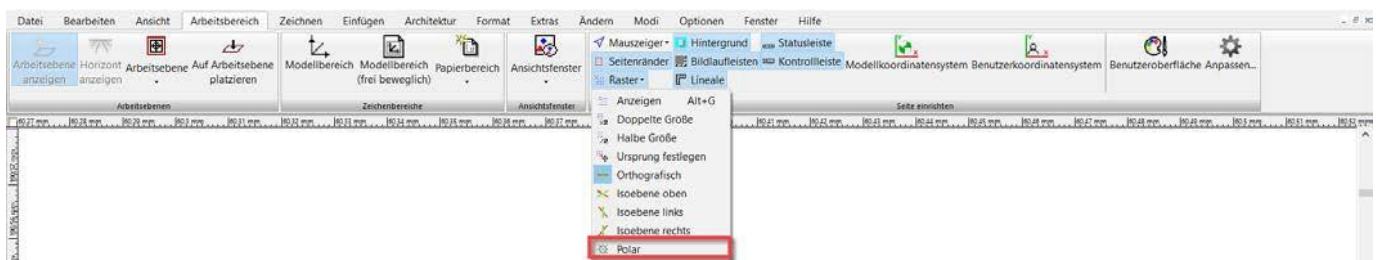 Datei Bearbeiten Ansicht Arbeitsbereich Zeichnen Einfügen Architektur Format Extras Ändern Modi Optionen Fenster Hilfe
Arbeitsebene anzeigen
Horizont anzeigen
Arbeitsebene
Auf Arbeitsebene platzieren
Arbeitsebenen
Modellbereich
Modellbereich (frei beweglich)
Papierbereich
Zeichenbereiche
Ansichtsfenster
Ansichtsfenster
Mauszeiger Hintergrund Statusleiste
Seitenränder Bildlaufleisten Kontrollleiste
Raster Lineale
Modellkoordinatensystem
Benutzerkoordinatensystem
Benutzeroberfläche
Anpassen...
Seite einrichten
Anzeigen Alt+G
Doppelte Größe
Halbe Größe
Ursprung festlegen
Orthografisch
Isoebene oben
Isoebene links
Isoebene rechts
Polar